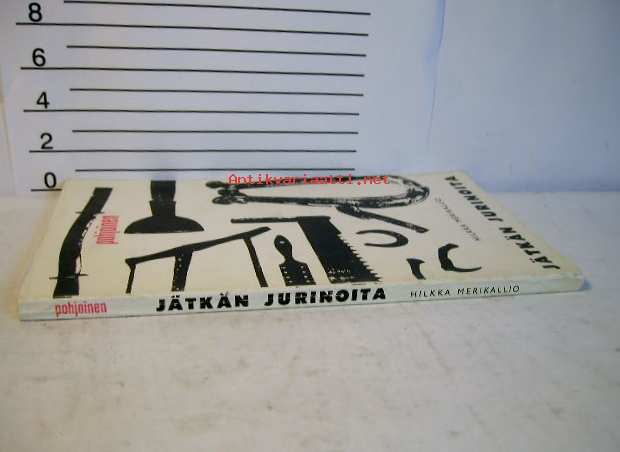 8
6
4
2
0
Antikvariaatti.net
pohjoinen
HILKKA MERIKALLIO
JÄTKÄN JURINOITA
pohjoinen
JÄTKÄN JURINOITA
HILKKA MERIKALLIO